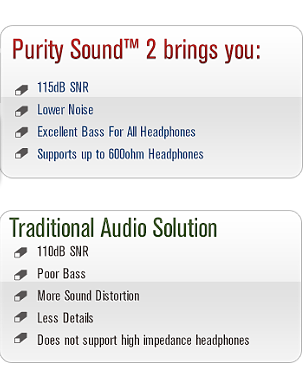 Purity Sound™ 2 brings you:
115dB SNR
Lower Noise
Excellent Bass For All Headphones
Supports up to 600ohm Headphones
Traditional Audio Solution
110dB SNR
Poor Bass
More Sound Distortion
Less Details
Does not support high impedance headphones